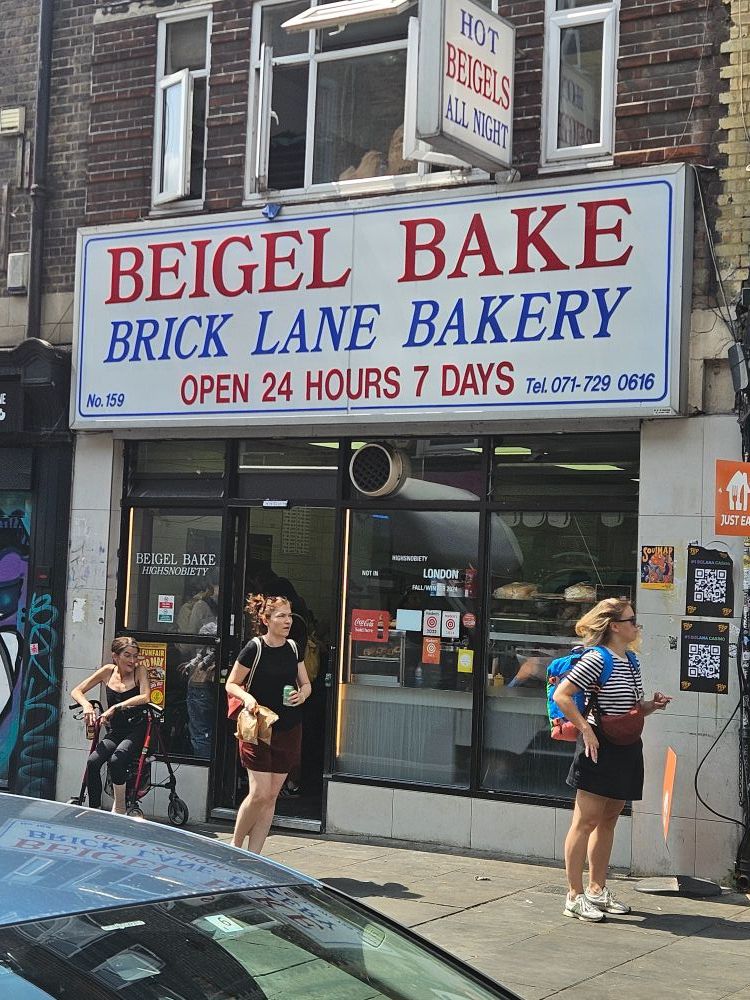 HOT
BEIGELS
ALL NIGHT
BEIGEL BAKE
BRICK LANE BAKERY
No.159
OPEN 24 HOURS 7 DAYS
Tel. 071-729 0616
BEIGEL BAKE
HIGHSNOBIETY
HIGHSNOBIETY
NOT IN
LONDON
Coca-Cola
JUST EA